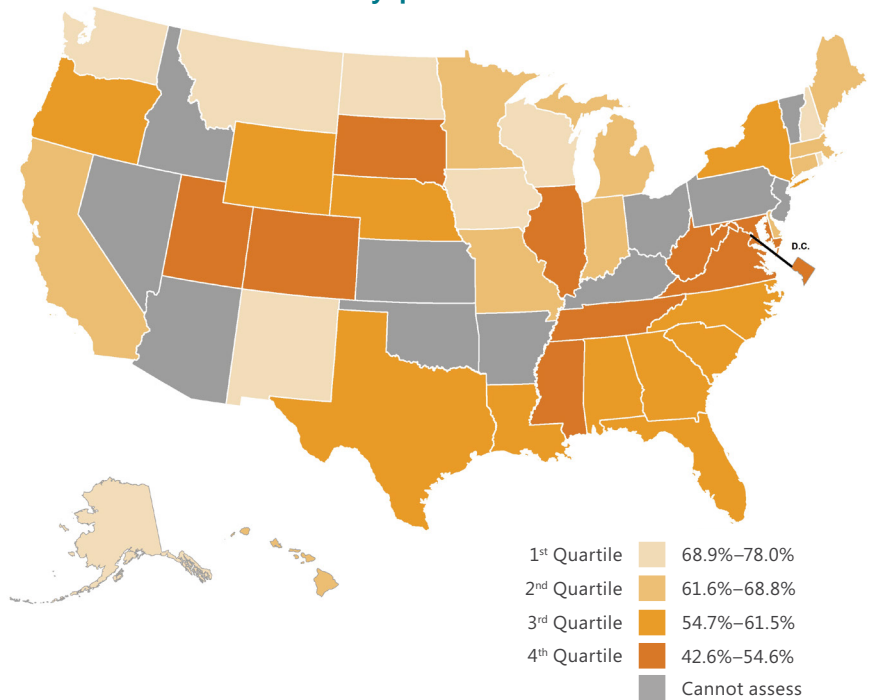 D.C.
1st Quartile 68.9%–78.0%
2nd Quartile 61.6%–68.8%
3rd Quartile 54.7%–61.5%
4th Quartile 42.6%–54.6%
Cannot assess